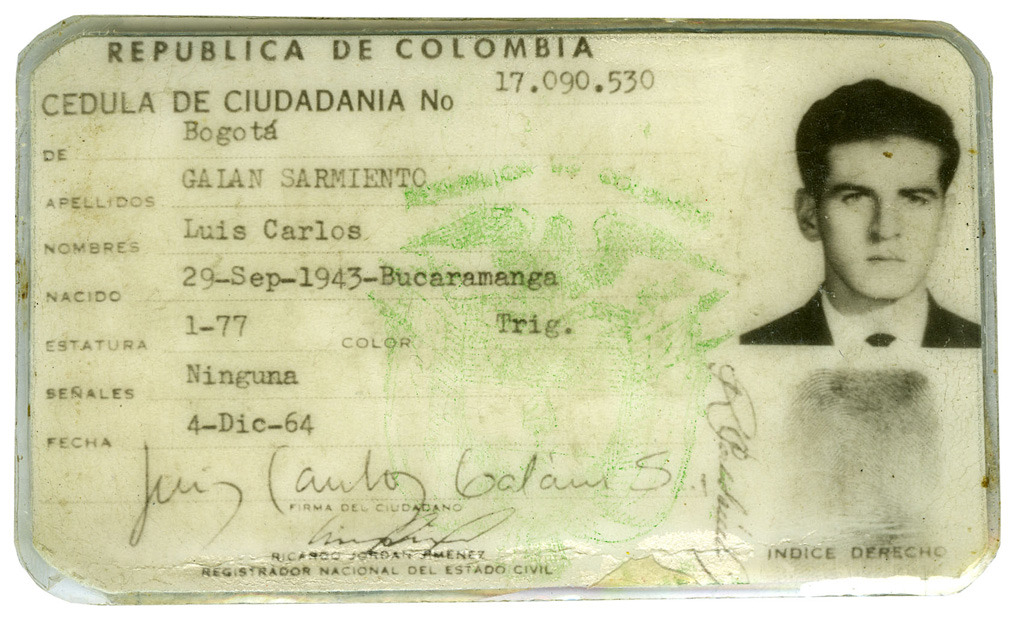 REPUBLICA DE COLOMBIA
CEDULA DE CIUDADANIA No 17.090.530
DE Bogotá
APELLIDOS GALAN SARMIENTO
NOMBRES Luis Carlos
NACIDO 29-Sep-1943-Bucaramanga
ESTATURA 1-77 COLOR Trig.
SEÑALES Ninguna
FECHA 4-Dic-64
Luis Carlos Galán S.
FIRMA DEL CIUDADANO
RICARDO JORDAN JIMENEZ
REGISTRADOR NACIONAL DEL ESTADO CIVIL
INDICE DERECHO